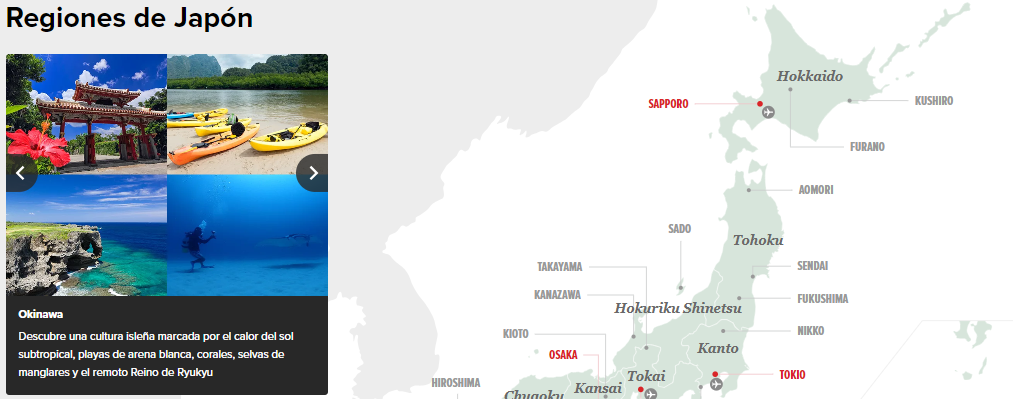 Regiones de Japón
Okinawa
Descubre una cultura isleña marcada por el calor del sol
subtropical, playas de arena blanca, corales, selvas de
manglares y el remoto Reino de Ryukyu
Hokkaido
SAPPORO
KUSHIRO
FURANO
AOMORI
SADO
Tohoku
TAKAYAMA
SENDAI
KANAZAWA
FUKUSHIMA
Hokuriku Shinetsu
KIOTO
NIKKO
Kanto
OSAKA
Tokai
TOKIO
HIROSHIMA
Kansai
Chugoku